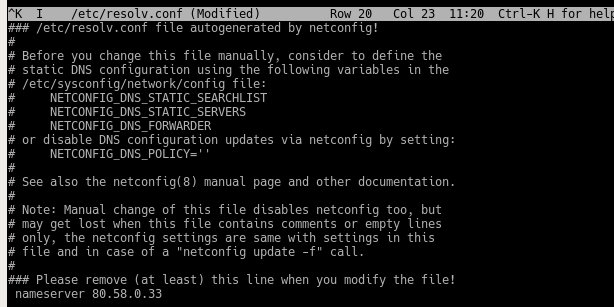 ^K I /etc/resolv.conf (Modified) Row 20 Col 23 11:20 Ctrl-K H for help
### /etc/resolv.conf file autogenerated by netconfig!
#
# Before you change this file manually, consider to define the
# static DNS configuration using the following variables in the
# /etc/sysconfig/network/config file:
#     NETCONFIG_DNS_STATIC_SEARCHLIST
#     NETCONFIG_DNS_STATIC_SERVERS
#     NETCONFIG_DNS_FORWARDER
# or disable DNS configuration updates via netconfig by setting:
#     NETCONFIG_DNS_POLICY=''
#
# See also the netconfig(8) manual page and other documentation.
#
# Note: Manual change of this file disables netconfig too, but
# may get lost when this file contains comments or empty lines
# only, the netconfig settings are same with settings in this
# file and in case of a "netconfig update -f" call.
#
### Please remove (at least) this line when you modify the file!
nameserver 80.58.0.33